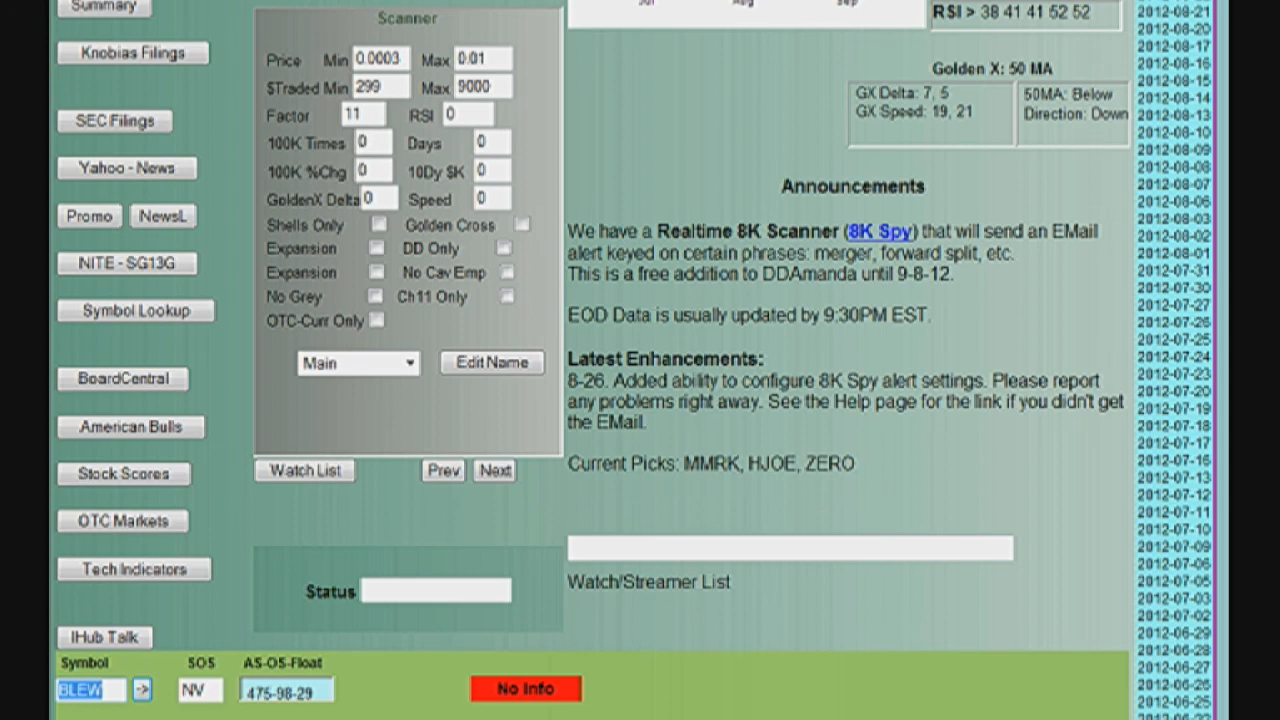 Summary
Knobias Filings
SEC Filings
Yahoo - News
Promo NewsL
NITE - SG13G
Symbol Lookup
BoardCentral
American Bulls
Stock Scores
OTC Markets
Tech Indicators
IHub Talk
Scanner
Price Min 0.0003 Max 0.01
$Traded Min 299 Max 9000
Factor 11 RSI 0
100K Times 0 Days 0
100K %Chg 0 10Dy $K 0
GoldenX Delta 0 Speed 0
Shells Only Golden Cross
Expansion DD Only
Expansion No Cav Emp
No Grey Ch11 Only
OTC-Curr Only
Main Edit Name
Watch List Prev Next
Status
Jul Aug Sep
RSI > 38 41 41 52 52
Golden X: 50 MA
GX Delta: 7, 5
GX Speed: 19, 21
50MA: Below
Direction: Down
Announcements
We have a Realtime 8K Scanner (8K Spy) that will send an EMail
alert keyed on certain phrases: merger, forward split, etc.
This is a free addition to DDAmanda until 9-8-12.
EOD Data is usually updated by 9:30PM EST.
Latest Enhancements:
8-26. Added ability to configure 8K Spy alert settings. Please report
any problems right away. See the Help page for the link if you didn't get
the EMail.
Current Picks: MMRK, HJOE, ZERO
Watch/Streamer List
2012-08-21
2012-08-20
2012-08-17
2012-08-16
2012-08-15
2012-08-14
2012-08-13
2012-08-10
2012-08-09
2012-08-08
2012-08-07
2012-08-06
2012-08-03
2012-08-02
2012-08-01
2012-07-31
2012-07-30
2012-07-27
2012-07-26
2012-07-25
2012-07-24
2012-07-23
2012-07-20
2012-07-19
2012-07-18
2012-07-17
2012-07-16
2012-07-13
2012-07-12
2012-07-11
2012-07-10
2012-07-09
2012-07-06
2012-07-05
2012-07-03
2012-07-02
2012-06-29
2012-06-28
2012-06-27
2012-06-26
2012-06-25
Symbol SOS AS-OS-Float
BLEW -> NV 475-98-29 No Info